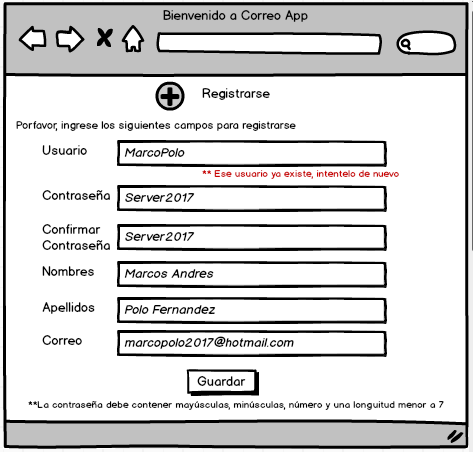 Bienvenido a Correo App
Registrarse
Porfavor, ingrese los siguientes campos para registrarse
Usuario
MarcoPolo
** Ese usuario ya existe, intentelo de nuevo
Contraseña
Server2017
Confirmar
Contraseña
Server2017
Nombres
Marcos Andres
Apellidos
Polo Fernandez
Correo
marcopolo2017@hotmail.com
Guardar
**La contraseña debe contener mayúsculas, minúsculas, número y una longuitud menor a 7